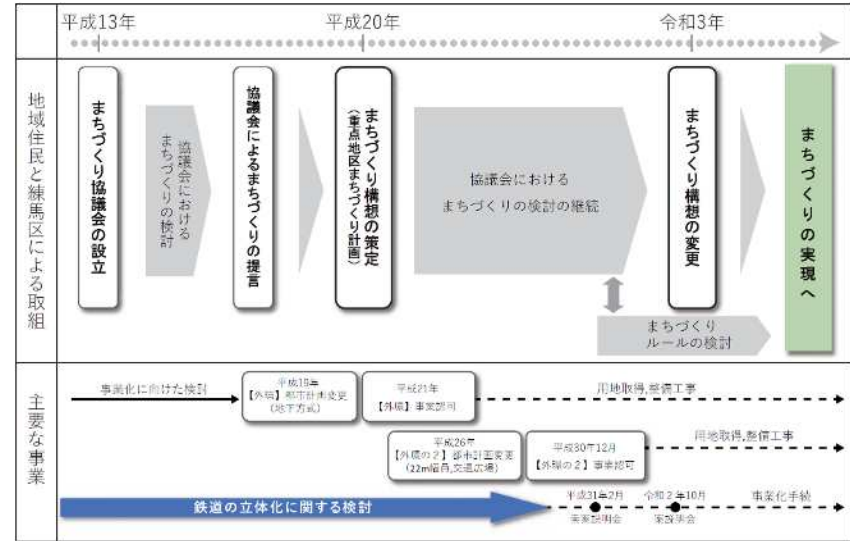 平成13年
平成20年
令和3年
地域住民と練馬区による取組
まちづくり協議会の設立
協議会における
まちづくりの検討
協議会によるまちづくりの提言
まちづくり構想の策定
(重点地区まちづくり計画)
協議会における
まちづくりの検討の継続
まちづくり構想の変更
まちづくりの実現へ
まちづくり
ルールの検討
主要な事業
事業化に向けた検討
平成19年
【外環】都市計画変更
(地下方式)
平成21年
【外環】事業認可
用地取得,整備工事
平成26年
【外環の2】都市計画変更
(22m幅員,交通広場)
平成30年12月
【外環の2】事業認可
用地取得,整備工事
鉄道の立体化に関する検討
平成31年2月
素案説明会
令和2年10月
案説明会
事業化手続